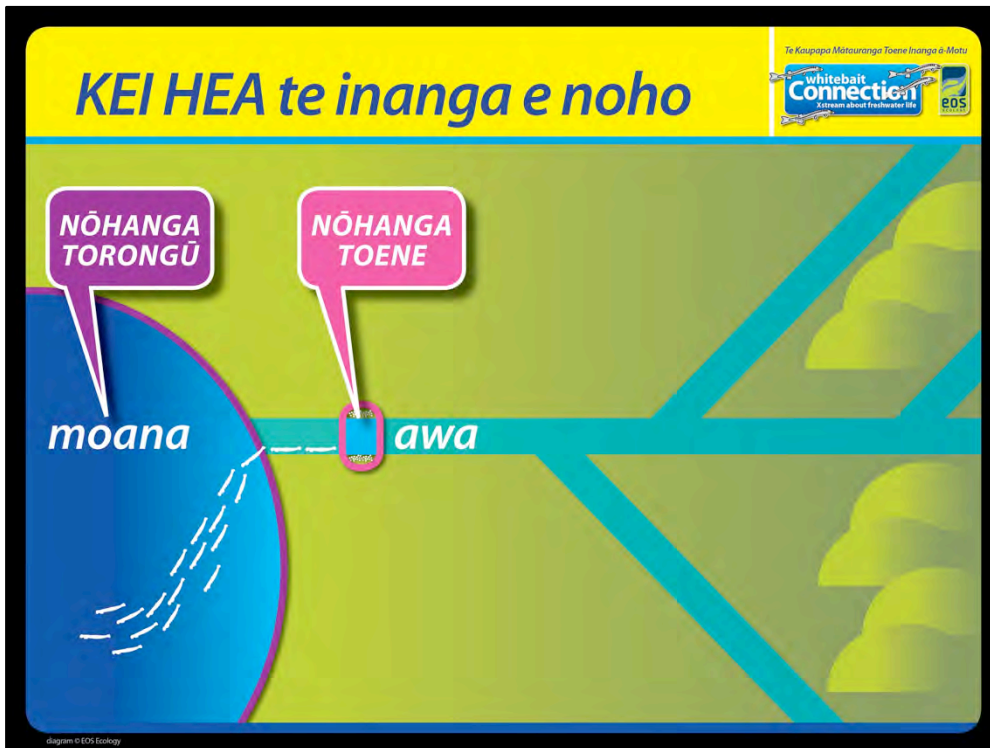 KEI HEA te inanga e noho
Te Kaupapa Mātauranga Toene Inanga ā-Motu
whitebait
Connection
Xstream about freshwater life
eos
ECOLOGY
NŌHANGA
TORONGŪ
NŌHANGA
TOENE
moana
awa
diagram © EOS Ecology